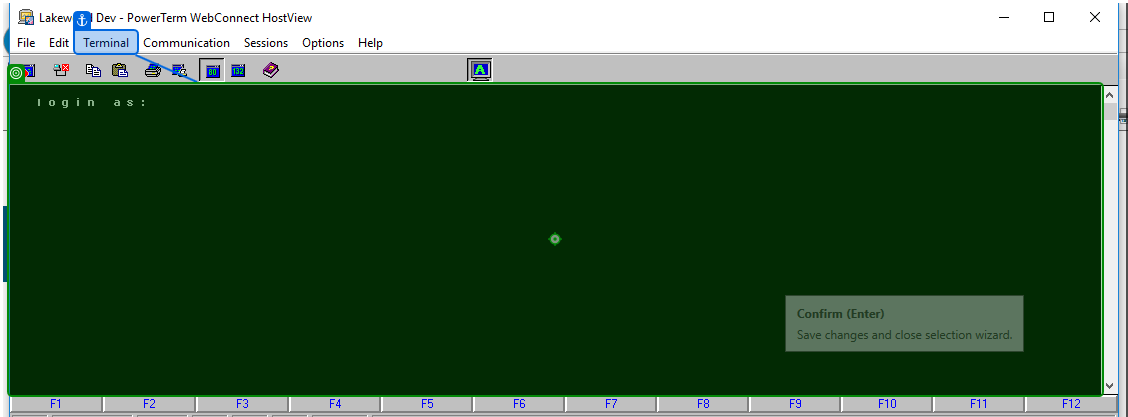 Lakew d Dev - PowerTerm WebConnect HostView
File Edit Terminal Communication Sessions Options Help
80 132 A
login as:
Confirm (Enter)
Save changes and close selection wizard.
F1 F2 F3 F4 F5 F6 F7 F8 F9 F10 F11 F12